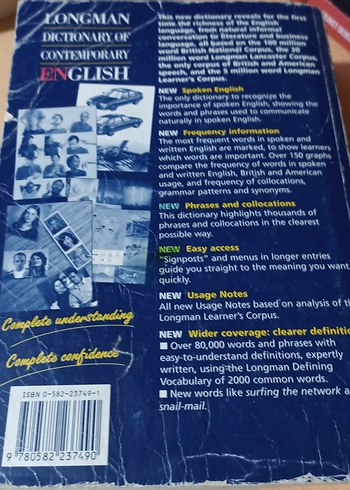 LONGMAN
DICTIONARY OF
CONTEMPORARY
ENGLISH
This new dictionary reveals for the first
time the richness of the English
language, from natural informal
conversation to literature and business
language, all based on the 100 million
word British National Corpus, the 30
million word Longman Lancaster Corpus,
the only corpus of British and American
speech, and the 5 million word Longman
Learner's Corpus.
NEW Spoken English
The only dictionary to recognize the
importance of spoken English, showing the
words and phrases used to communicate
naturally in spoken English.
NEW Frequency information
The most frequent words in spoken and
written English are marked, to show learners
which words are important. Over 150 graphs
compare the frequency of words in spoken
and written English, British and American
usage, and frequency of collocations,
grammar patterns and synonyms.
NEW Phrases and collocations
This dictionary highlights thousands of
phrases and collocations in the clearest
possible way.
NEW Easy access
"Signposts" and menus in longer entries
guide you straight to the meaning you want
quickly.
NEW Usage Notes
All new Usage Notes based on analysis of th
Longman Learner's Corpus.
NEW Wider coverage: clearer definitio
■ Over 80,000 words and phrases with
easy-to-understand definitions, expertly
written, using the Longman Defining
Vocabulary of 2000 common words.
■ New words like surfing the network a
snail-mail.
Complete understanding
Complete confidence
ISBN 0-582-23749-1
9 780582 237490